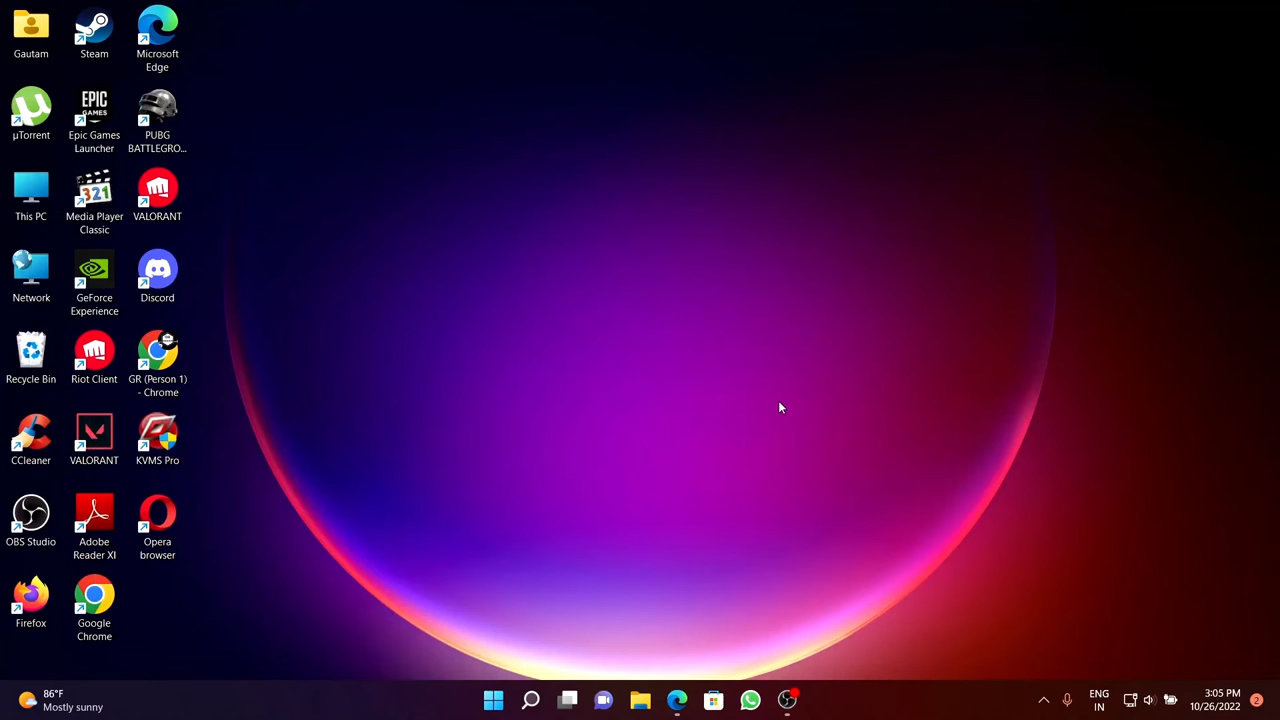 Gautam
Steam
Microsoft
Edge
µTorrent
EPIC
GAMES
Epic Games
Launcher
PUBG
BATTLEGRO...
This PC
321
Media Player
Classic
VALORANT
Network
GeForce
Experience
Discord
Recycle Bin
Riot Client
GR (Person 1)
- Chrome
CCleaner
VALORANT
KVMS Pro
OBS Studio
Adobe
Reader XI
Opera
browser
Firefox
Google
Chrome
86°F
Mostly sunny
ENG
IN
3:05 PM
10/26/2022
2